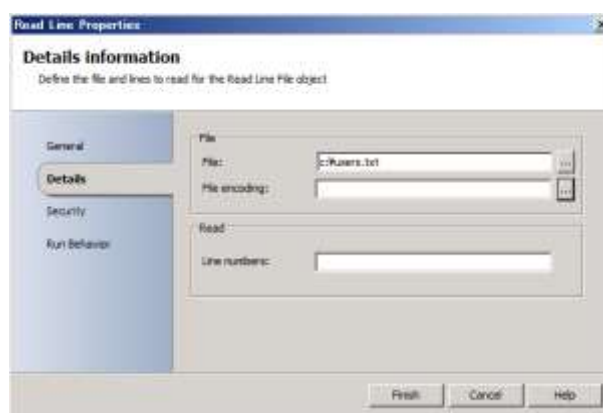 Read Line Properties
Details information
Define the file and lines to read for the Read Line File object
General
Details
Security
Run Behavior
File
File:
c:¥users.txt
...
File encoding:
...
Read
Line numbers:
Finish
Cancel
Help